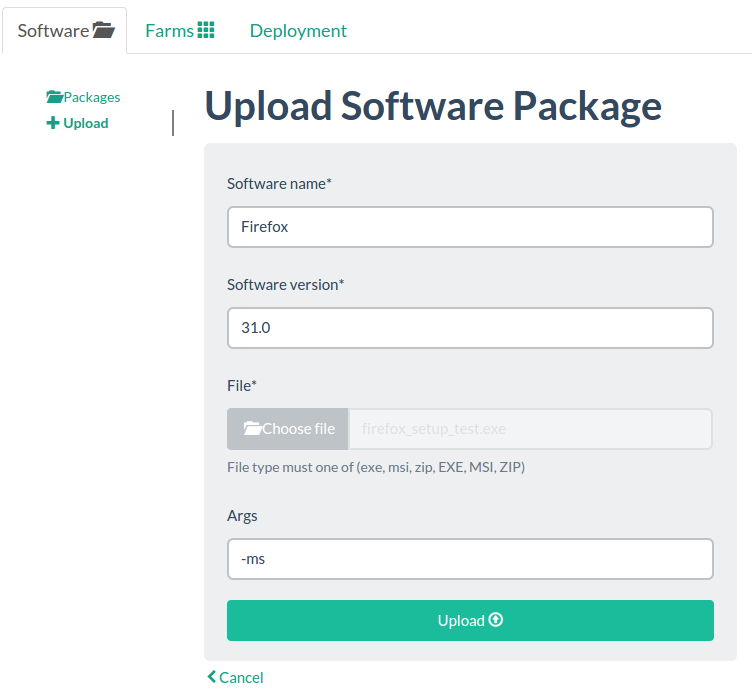 Software Farms Deployment
Packages
Upload
Upload Software Package
Software name*
Firefox
Software version*
31.0
File*
Choose file firefox_setup_test.exe
File type must one of (exe, msi, zip, EXE, MSI, ZIP)
Args
-ms
Upload
Cancel